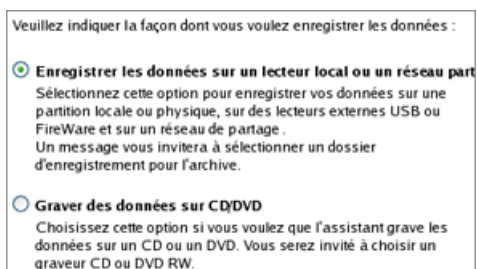 Veuillez indiquer la façon dont vous voulez enregistrer les données :
Enregistrer les données sur un lecteur local ou un réseau part
Sélectionnez cette option pour enregistrer vos données sur une
partition locale ou physique, sur des lecteurs externes USB ou
FireWare et sur un réseau de partage .
Un message vous invitera à sélectionner un dossier
d'enregistrement pour l'archive.
Graver des données sur CD/DVD
Choisissez cette option si vous voulez que l'assistant grave les
données sur un CD ou un DVD. Vous serez invité à choisir un
graveur CD ou DVD RW.